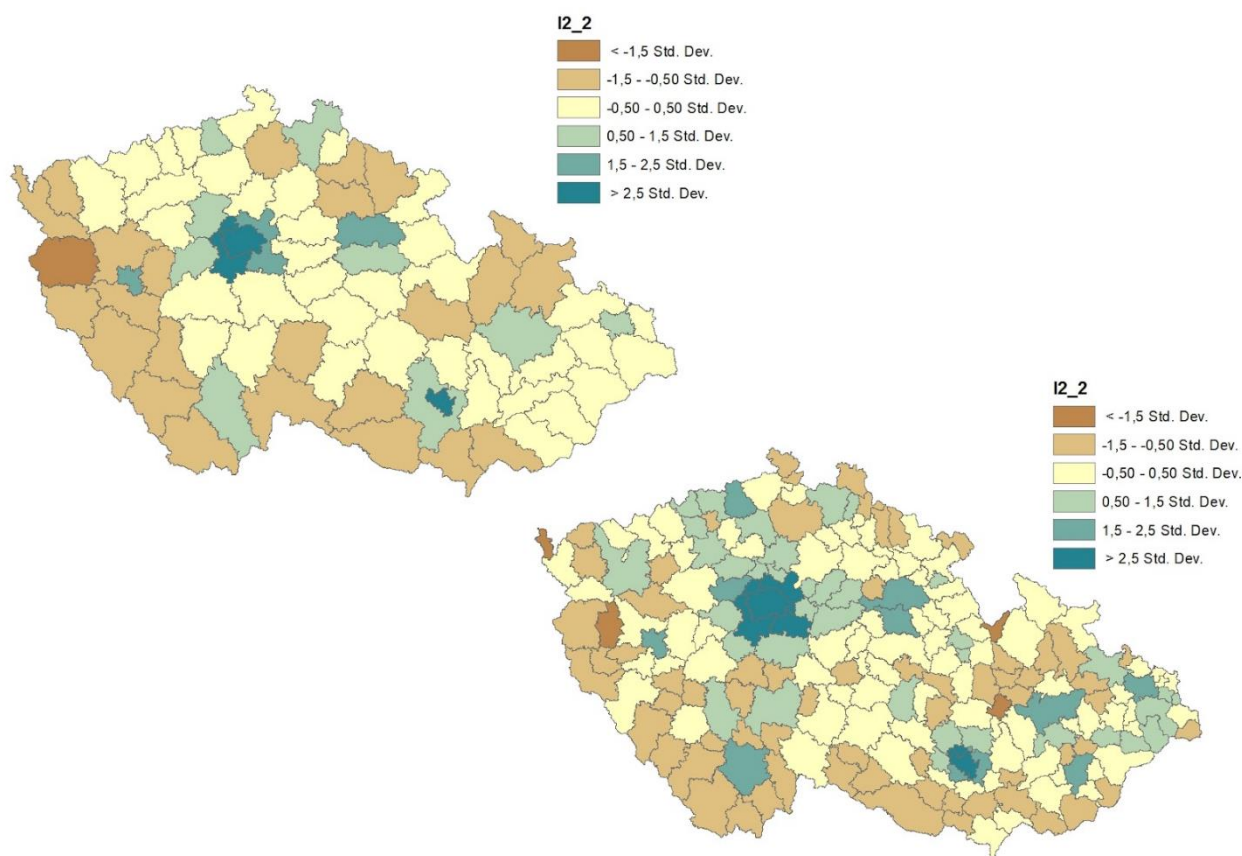 I2_2
< -1,5 Std. Dev.
-1,5 - -0,50 Std. Dev.
-0,50 - 0,50 Std. Dev.
0,50 - 1,5 Std. Dev.
1,5 - 2,5 Std. Dev.
> 2,5 Std. Dev.
I2_2
< -1,5 Std. Dev.
-1,5 - -0,50 Std. Dev.
-0,50 - 0,50 Std. Dev.
0,50 - 1,5 Std. Dev.
1,5 - 2,5 Std. Dev.
> 2,5 Std. Dev.